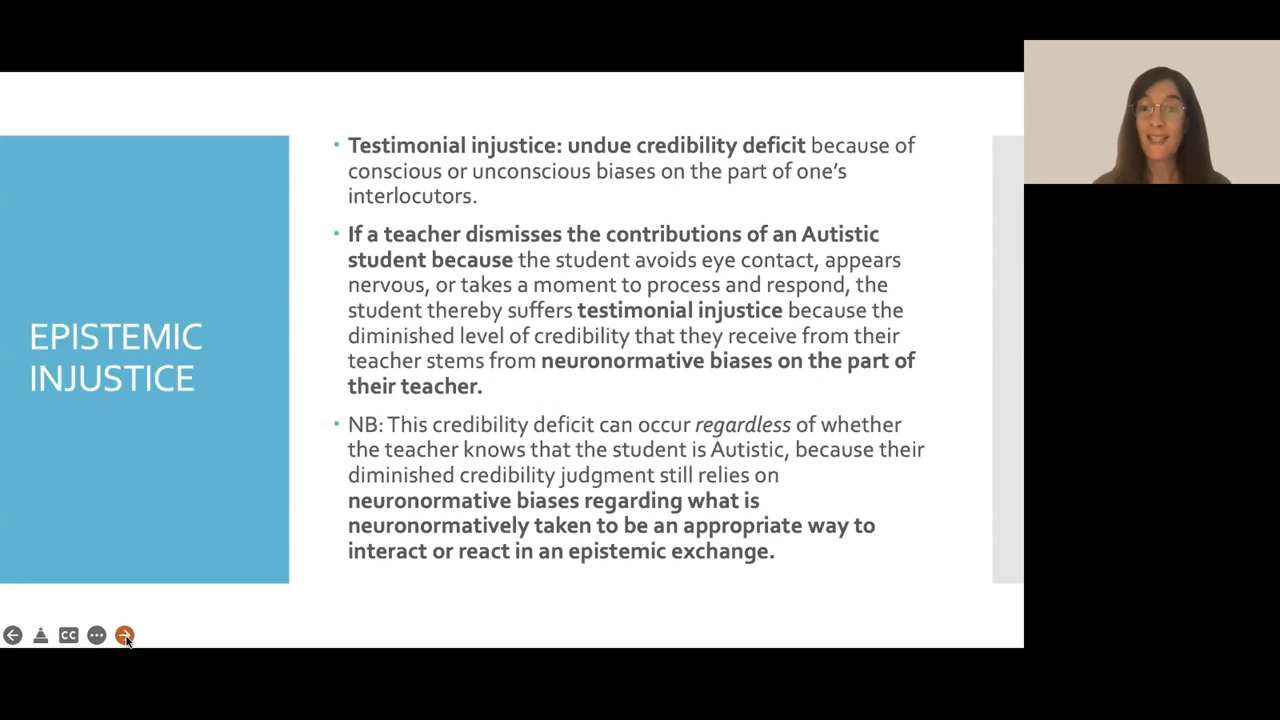 EPISTEMIC
INJUSTICE
• Testimonial injustice: undue credibility deficit because of
conscious or unconscious biases on the part of one's
interlocutors.
• If a teacher dismisses the contributions of an Autistic
student because the student avoids eye contact, appears
nervous, or takes a moment to process and respond, the
student thereby suffers testimonial injustice because the
diminished level of credibility that they receive from their
teacher stems from neuronormative biases on the part of
their teacher.
• NB: This credibility deficit can occur regardless of whether
the teacher knows that the student is Autistic, because their
diminished credibility judgment still relies on
neuronormative biases regarding what is
neuronormatively taken to be an appropriate way to
interact or react in an epistemic exchange.
CC